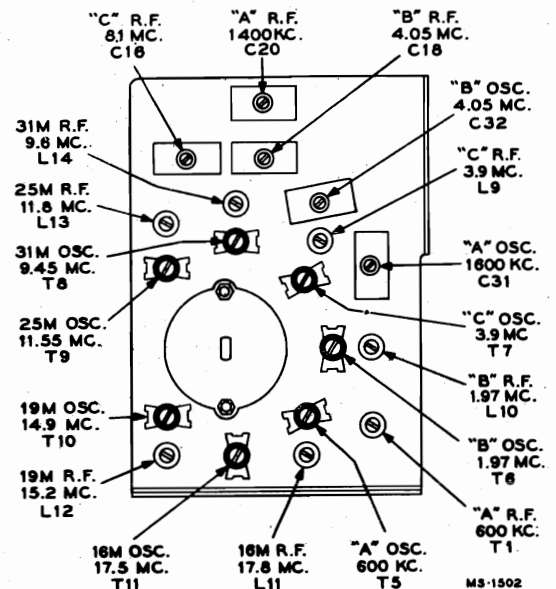 "C" R.F.
8.1 MC.
C16
"A" R.F.
1400 KC.
C20
"B" R.F.
4.05 MC.
C18
"B" OSC.
4.05 MC.
C32
31M R.F.
9.6 MC.
L14
"C" R.F.
3.9 MC.
L9
25M R.F.
11.8 MC.
L13
31M OSC.
9.45 MC.
T8
"A" OSC.
1600 KC.
C31
25M OSC.
11.55 MC.
T9
"C" OSC.
3.9 MC
T7
"B" R.F.
1.97 MC.
L10
19M OSC.
14.9 MC.
T10
"B" OSC.
1.97 MC.
T6
19M R.F.
15.2 MC.
L12
"A" R.F.
600 KC.
T1
16M OSC.
17.5 MC.
T11
16M R.F.
17.8 MC.
L11
"A" OSC.
600 KC.
T5
MS-1502